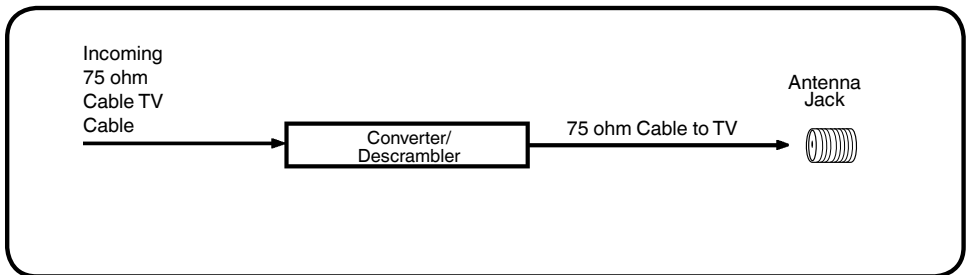 Incoming
75 ohm
Cable TV
Cable
Converter/
Descrambler
75 ohm Cable to TV
Antenna
Jack